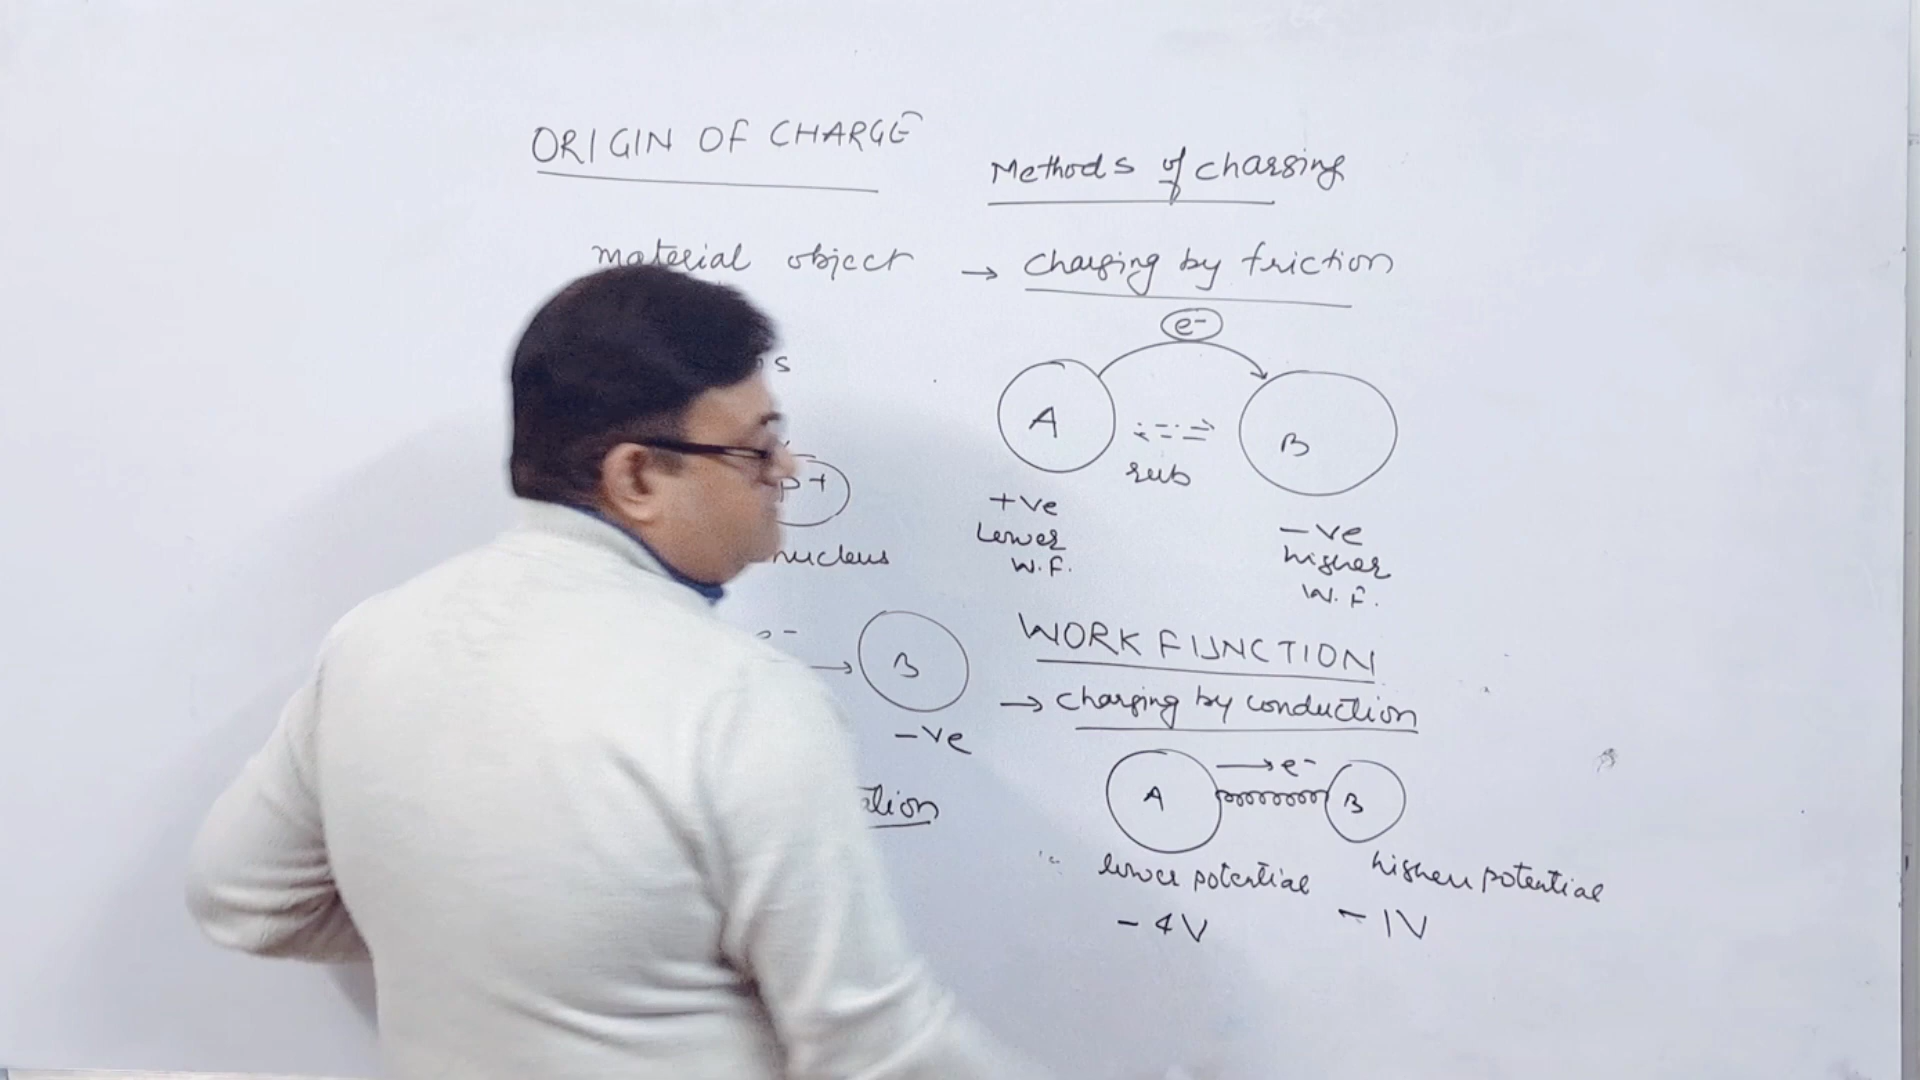 ORIGIN OF CHARGE
material object
s
p+
nucleus
e-
B
-ve
ation
Methods of charging
→ Charging by friction
e-
A
B
rub
+ve
Lower
W.F.
-ve
higher
W.F.
WORK FUNCTION
→ Charging by conduction
→ e-
A
B
lower potential
higher potential
- 4V
- 1V